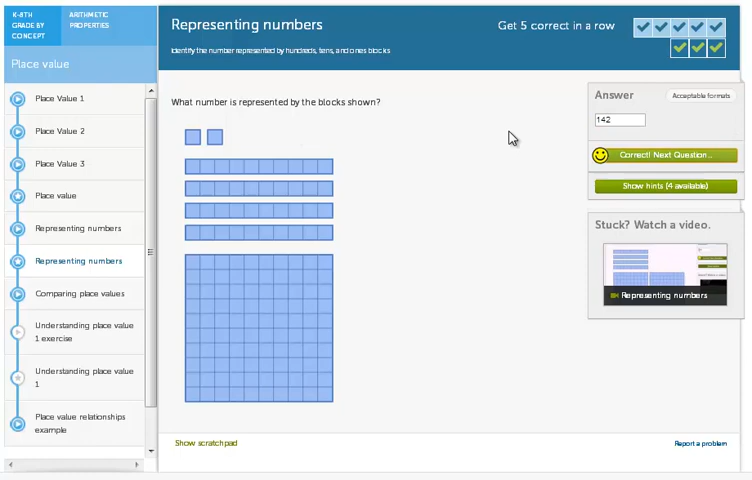 K-8TH
GRADE BY
CONCEPT
ARITHMETIC
PROPERTIES
Place value
Place Value 1
Place Value 2
Place Value 3
Place value
Representing numbers
Representing numbers
Comparing place values
Understanding place value
1 exercise
Understanding place value
1
Place value relationships
example
Representing numbers
Identify the number represented by hundreds, tens, and ones blocks
Get 5 correct in a row
What number is represented by the blocks shown?
Show scratchpad
Report a problem
Answer
Acceptable formats
142
Correct! Next Question...
Show hints (4 available)
Stuck? Watch a video.
Representing numbers